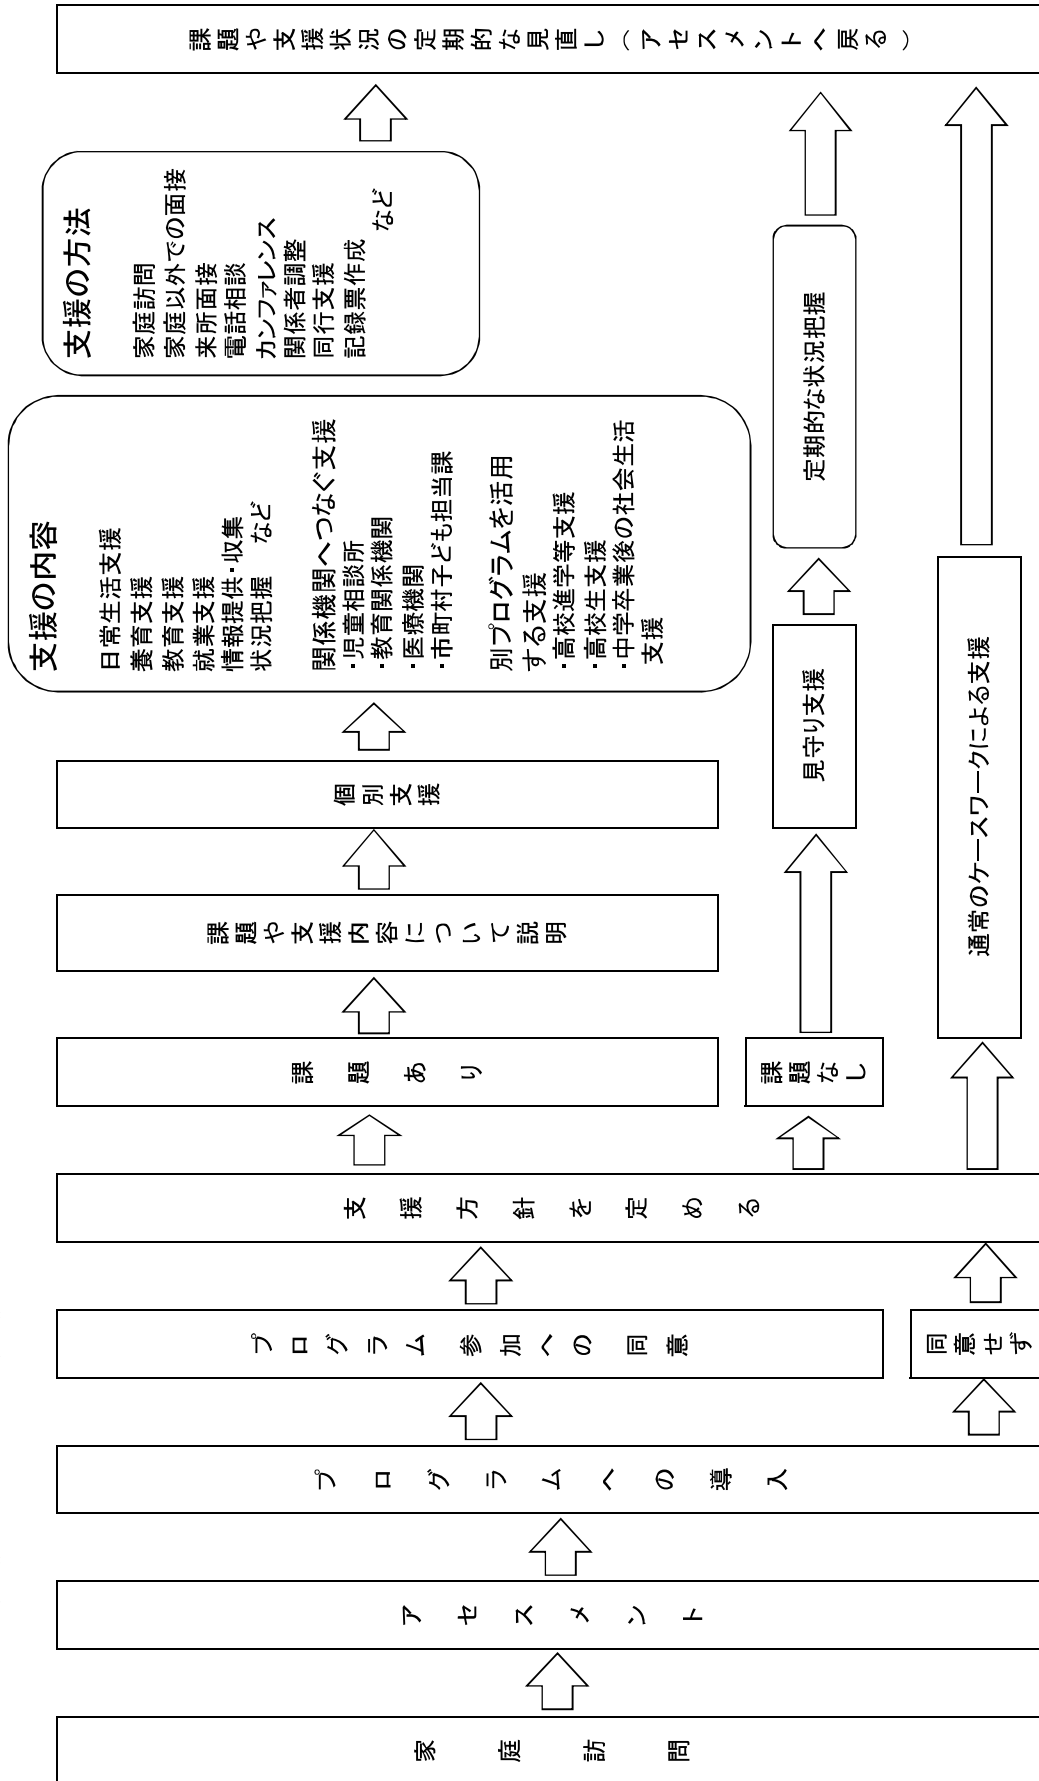 家庭訪問
アセスメント
プログラムへの導入
プログラム参加への同意
同意せず
支援方針を定める
課題あり
課題なし
課題や支援内容について説明
個別支援
見守り支援
通常のケースワークによる支援
支援の内容
日常生活支援
養育支援
教育支援
就業支援
情報提供・収集
状況把握 など
関係機関へつなぐ支援
・児童相談所
・教育関係機関
・医療機関
・市町村子ども担当課
別プログラムを活用
する支援
・高校進学等支援
・高校生支援
・中学卒業後の社会生活
支援
定期的な状況把握
支援の方法
家庭訪問
家庭以外での面接
来所面接
電話相談
カンファレンス
関係者調整
同行支援
記録票作成
など
課題や支援状況の定期的な見直し(アセスメントへ戻る)